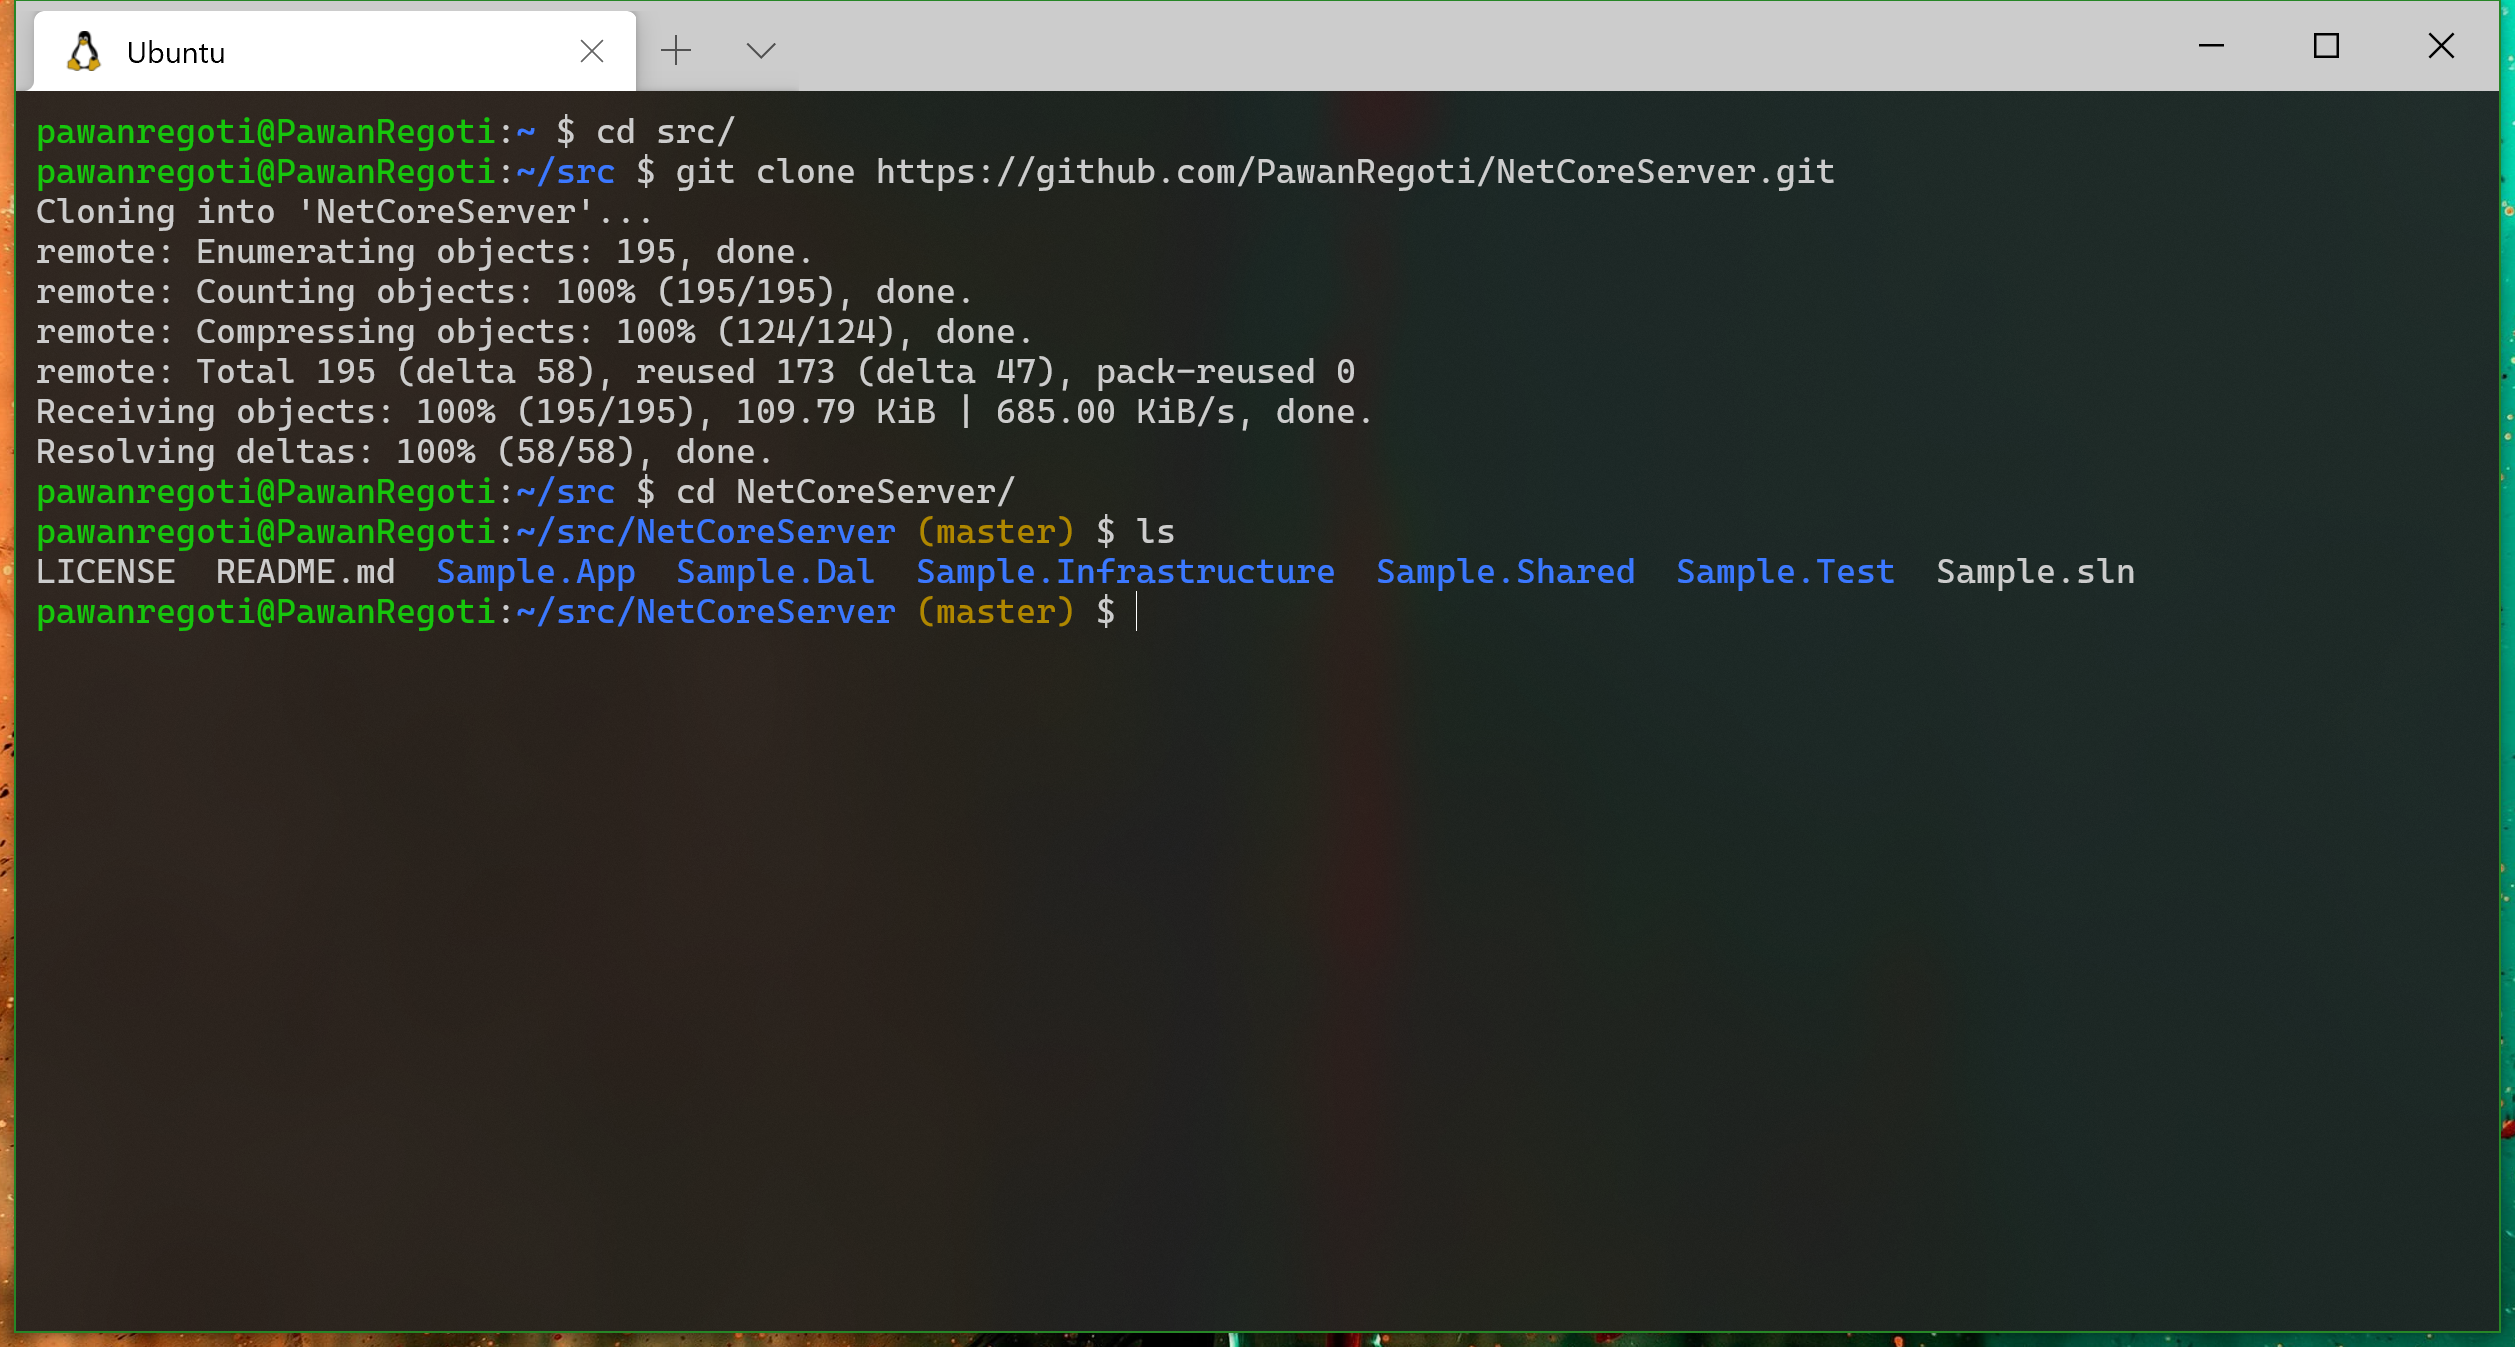 Ubuntu
pawanregoti@PawanRegoti:~ $ cd src/
pawanregoti@PawanRegoti:~/src $ git clone https://github.com/PawanRegoti/NetCoreServer.git
Cloning into 'NetCoreServer'...
remote: Enumerating objects: 195, done.
remote: Counting objects: 100% (195/195), done.
remote: Compressing objects: 100% (124/124), done.
remote: Total 195 (delta 58), reused 173 (delta 47), pack-reused 0
Receiving objects: 100% (195/195), 109.79 KiB | 685.00 KiB/s, done.
Resolving deltas: 100% (58/58), done.
pawanregoti@PawanRegoti:~/src $ cd NetCoreServer/
pawanregoti@PawanRegoti:~/src/NetCoreServer (master) $ ls
LICENSE  README.md  Sample.App  Sample.Dal  Sample.Infrastructure  Sample.Shared  Sample.Test  Sample.sln
pawanregoti@PawanRegoti:~/src/NetCoreServer (master) $